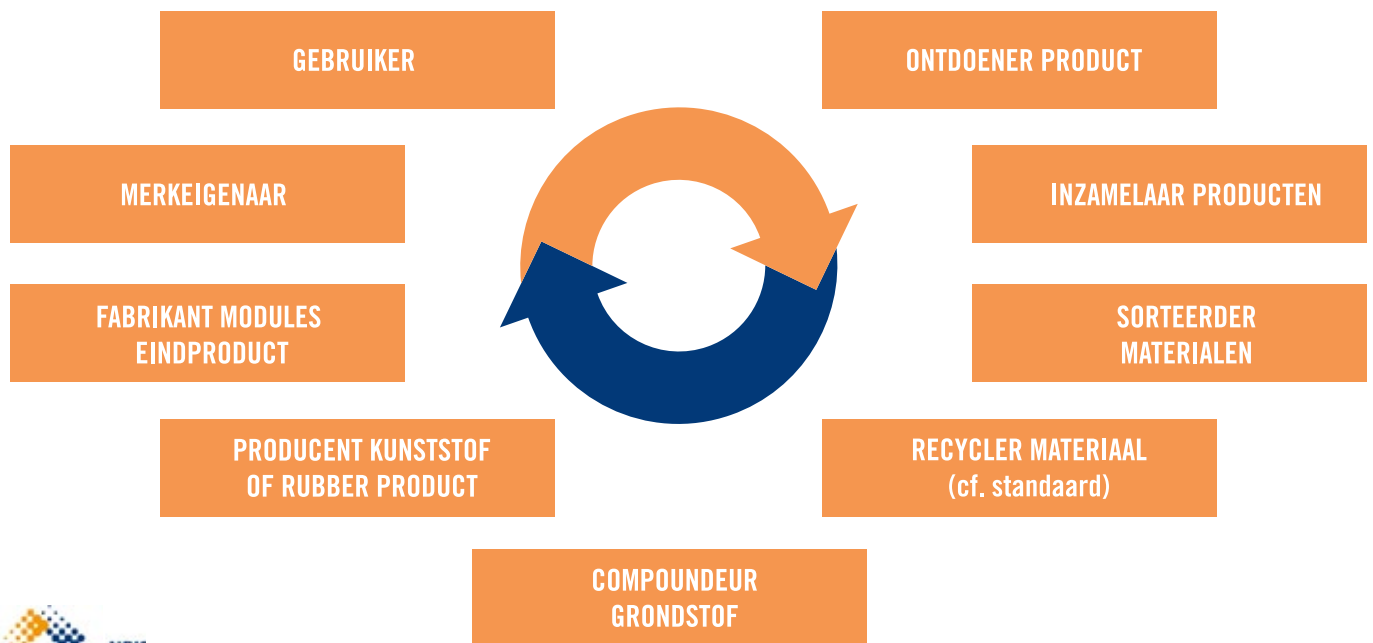 GEBRUIKER
ONTDOENER PRODUCT
MERKEIGENAAR
INZAMELAAR PRODUCTEN
FABRIKANT MODULES
EINDPRODUCT
SORTEERDER
MATERIALEN
PRODUCENT KUNSTSTOF
OF RUBBER PRODUCT
RECYCLER MATERIAAL
(cf. standaard)
COMPOUNDEUR
GRONDSTOF